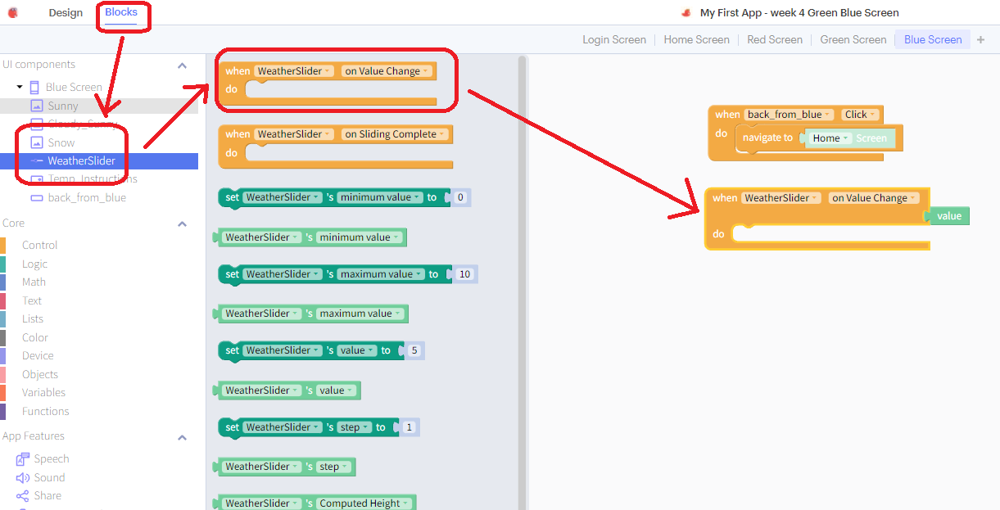 Design
Blocks
My First App - week 4 Green Blue Screen
Login Screen
Home Screen
Red Screen
Green Screen
Blue Screen
+
UI components
Blue Screen
Sunny
Cloudy_Sunny
Snow
WeatherSlider
Temp_Instructions
back_from_blue
Core
Control
Logic
Math
Text
Lists
Color
Device
Objects
Variables
Functions
App Features
Speech
Sound
Share
when WeatherSlider on Value Change
do
when WeatherSlider on Sliding Complete
do
set WeatherSlider 's minimum value to 0
WeatherSlider 's minimum value
set WeatherSlider 's maximum value to 10
WeatherSlider 's maximum value
set WeatherSlider 's value to 5
WeatherSlider 's value
set WeatherSlider 's step to 1
WeatherSlider 's step
WeatherSlider 's Computed Height
when back_from_blue Click
do navigate to Home Screen
when WeatherSlider on Value Change
value
do